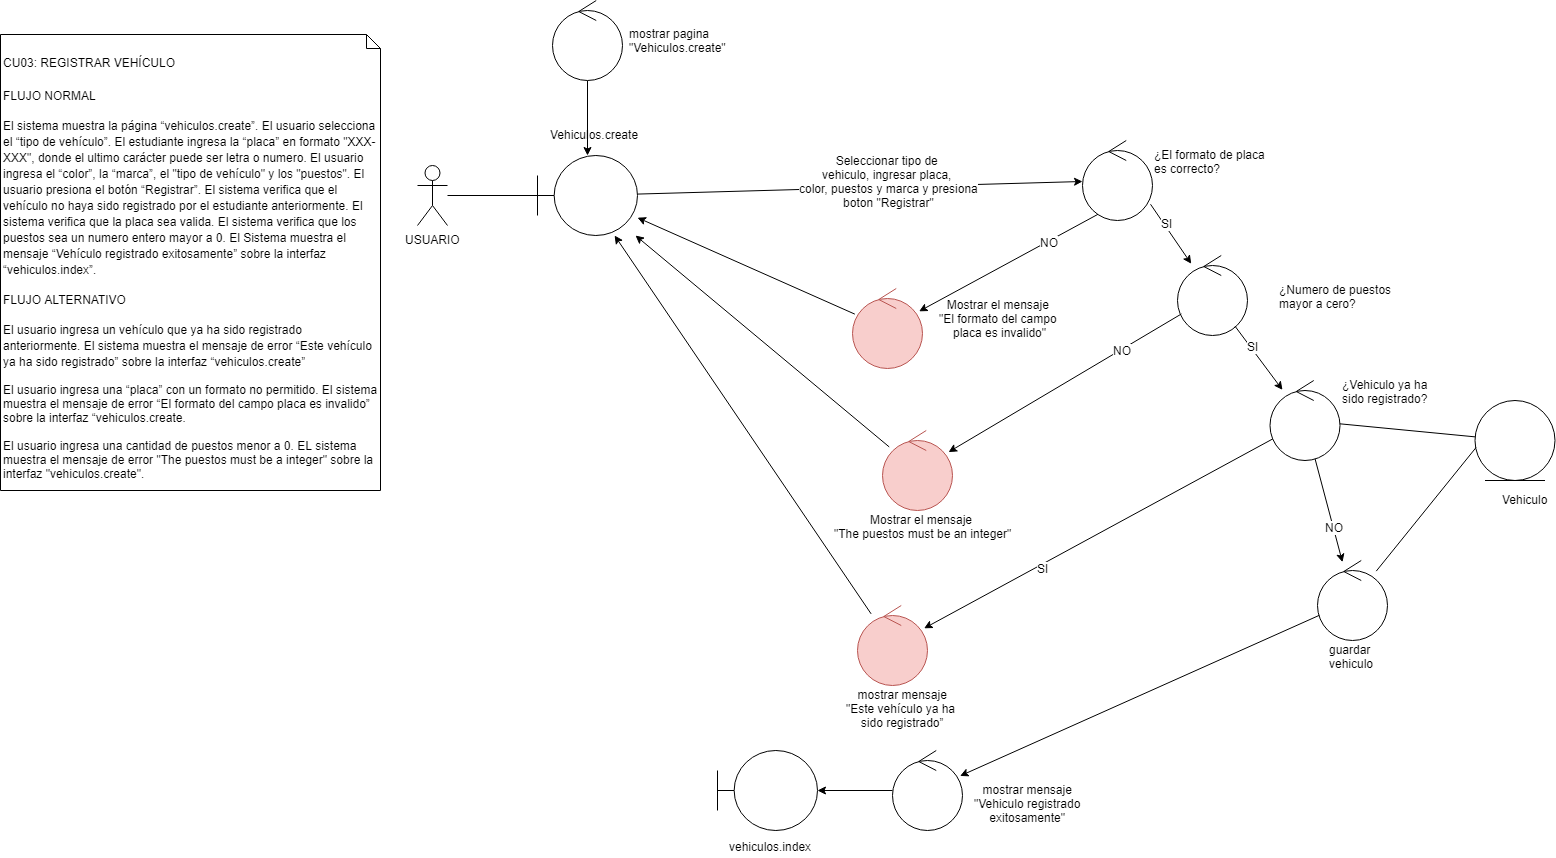 CU03: REGISTRAR VEHÍCULO
FLUJO NORMAL
El sistema muestra la página “vehiculos.create”. El usuario selecciona
el “tipo de vehículo”. El estudiante ingresa la “placa” en formato "XXX-
XXX", donde el ultimo carácter puede ser letra o numero. El usuario
ingresa el “color”, la “marca”, el "tipo de vehículo" y los "puestos". El
usuario presiona el botón “Registrar”. El sistema verifica que el
vehículo no haya sido registrado por el estudiante anteriormente. El
sistema verifica que la placa sea valida. El sistema verifica que los
puestos sea un numero entero mayor a 0. El Sistema muestra el
mensaje “Vehículo registrado exitosamente” sobre la interfaz
“vehiculos.index”.
FLUJO ALTERNATIVO
El usuario ingresa un vehículo que ya ha sido registrado
anteriormente. El sistema muestra el mensaje de error “Este vehículo
ya ha sido registrado” sobre la interfaz “vehiculos.create”
El usuario ingresa una “placa” con un formato no permitido. El sistema
muestra el mensaje de error “El formato del campo placa es invalido”
sobre la interfaz “vehiculos.create.
El usuario ingresa una cantidad de puestos menor a 0. EL sistema
muestra el mensaje de error "The puestos must be a integer" sobre la
interfaz "vehiculos.create".
mostrar pagina
"Vehiculos.create"
Vehiculos.create
USUARIO
Seleccionar tipo de
vehiculo, ingresar placa,
color, puestos y marca y presiona
boton "Registrar"
¿El formato de placa
es correcto?
SI
NO
Mostrar el mensaje
"El formato del campo
placa es invalido"
¿Numero de puestos
mayor a cero?
SI
NO
Mostrar el mensaje
"The puestos must be an integer"
¿Vehiculo ya ha
sido registrado?
Vehiculo
NO
SI
guardar
vehiculo
mostrar mensaje
"Este vehículo ya ha
sido registrado”
mostrar mensaje
"Vehiculo registrado
exitosamente"
vehiculos.index